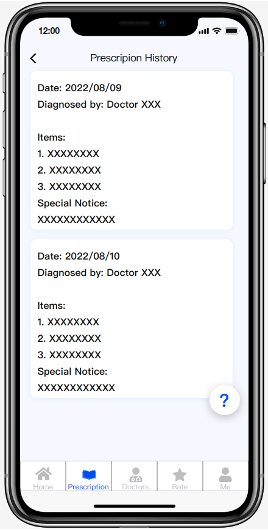 12:00
Prescripion History
Date: 2022/08/09
Diagnosed by: Doctor XXX
Items:
1. XXXXXXXX
2. XXXXXXXX
3. XXXXXXXX
Special Notice:
XXXXXXXXXXXX
Date: 2022/08/10
Diagnosed by: Doctor XXX
Items:
1. XXXXXXXX
2. XXXXXXXX
3. XXXXXXXX
Special Notice:
XXXXXXXXXXXX
?
Home Prescription Doctors Rate Me